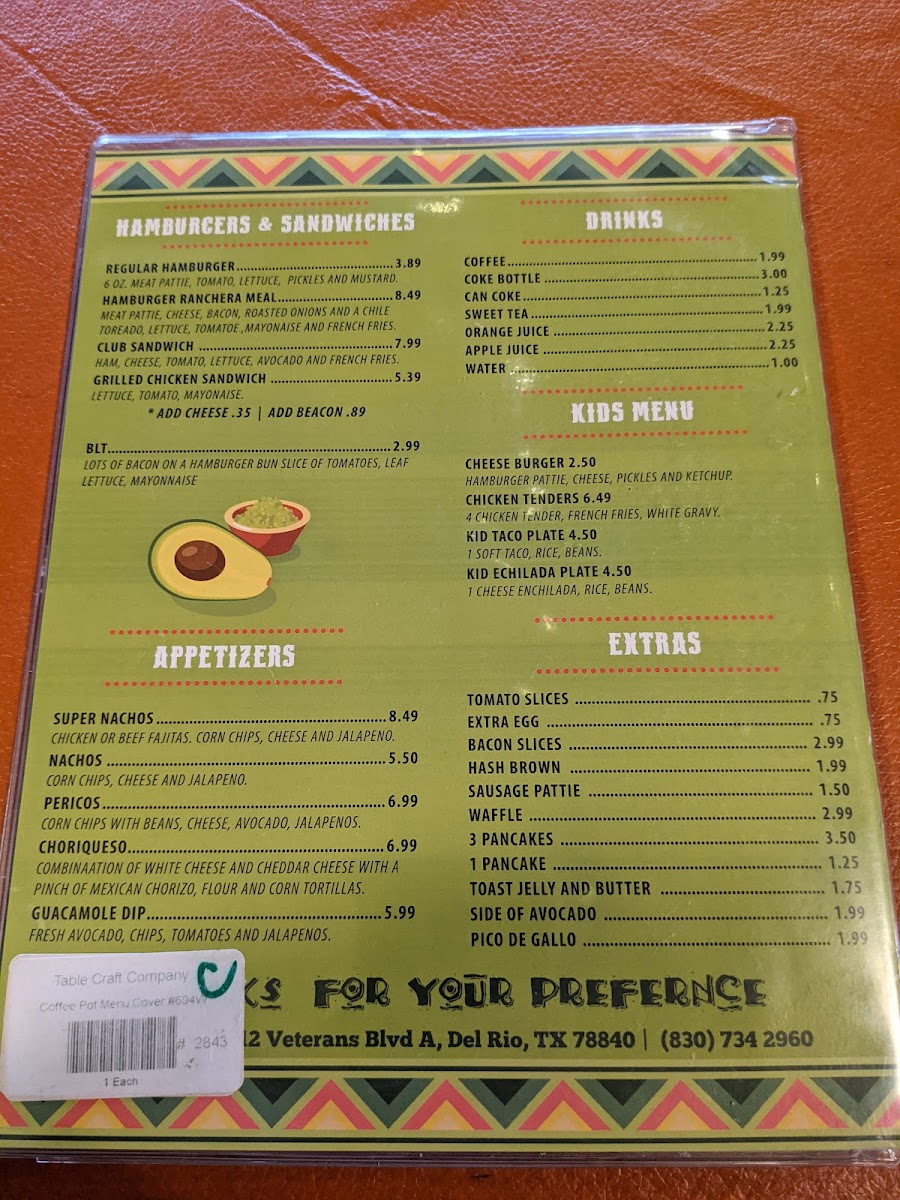 HAMBURGERS & SANDWICHES
REGULAR HAMBURGER 3.89
6 OZ. MEAT PATTIE, TOMATO, LETTUCE, PICKLES AND MUSTARD.
HAMBURGER RANCHERA MEAL 8.49
MEAT PATTIE, CHEESE, BACON, ROASTED ONIONS AND A CHILE
TOREADO, LETTUCE, TOMATOE ,MAYONAISE AND FRENCH FRIES.
CLUB SANDWICH 7.99
HAM, CHEESE, TOMATO, LETTUCE, AVOCADO AND FRENCH FRIES.
GRILLED CHICKEN SANDWICH 5.39
LETTUCE, TOMATO, MAYONAISE.
* ADD CHEESE .35 | ADD BEACON .89
BLT 2.99
LOTS OF BACON ON A HAMBURGER BUN SLICE OF TOMATOES, LEAF
LETTUCE, MAYONNAISE
APPETIZERS
SUPER NACHOS 8.49
CHICKEN OR BEEF FAJITAS. CORN CHIPS, CHEESE AND JALAPENO.
NACHOS 5.50
CORN CHIPS, CHEESE AND JALAPENO.
PERICOS 6.99
CORN CHIPS WITH BEANS, CHEESE, AVOCADO, JALAPENOS.
CHORIQUESO 6.99
COMBINAATION OF WHITE CHEESE AND CHEDDAR CHEESE WITH A
PINCH OF MEXICAN CHORIZO, FLOUR AND CORN TORTILLAS.
GUACAMOLE DIP 5.99
FRESH AVOCADO, CHIPS, TOMATOES AND JALAPENOS.
DRINKS
COFFEE 1.99
COKE BOTTLE 3.00
CAN COKE 1.25
SWEET TEA 1.99
ORANGE JUICE 2.25
APPLE JUICE 2.25
WATER 1.00
KIDS MENU
CHEESE BURGER 2.50
HAMBURGER PATTIE, CHEESE, PICKLES AND KETCHUP.
CHICKEN TENDERS 6.49
4 CHICKEN TENDER, FRENCH FRIES, WHITE GRAVY.
KID TACO PLATE 4.50
1 SOFT TACO, RICE, BEANS.
KID ECHILADA PLATE 4.50
1 CHEESE ENCHILADA, RICE, BEANS.
EXTRAS
TOMATO SLICES .75
EXTRA EGG .75
BACON SLICES 2.99
HASH BROWN 1.99
SAUSAGE PATTIE 1.50
WAFFLE 2.99
3 PANCAKES 3.50
1 PANCAKE 1.25
TOAST JELLY AND BUTTER 1.75
SIDE OF AVOCADO 1.99
PICO DE GALLO 1.99
KS FOR YOUR PREFERNCE
12 Veterans Blvd A, Del Rio, TX 78840 | (830) 734 2960
Table Craft Company
Coffee Pot Menu Cover
# 2843
1 Each